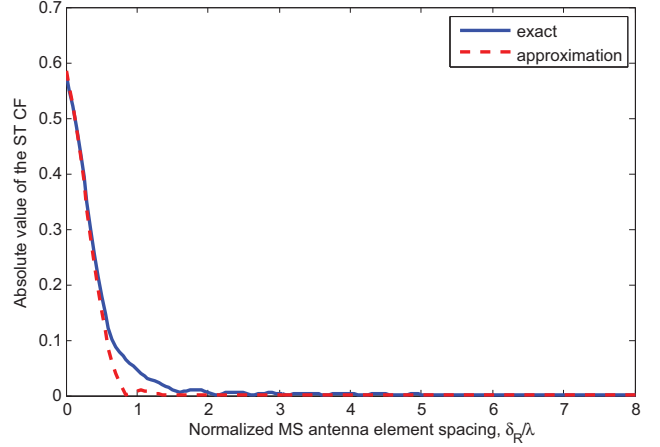 0.7
0.6
0.5
0.4
0.3
0.2
0.1
0
Absolute value of the ST CF
exact
approximation
0 1 2 3 4 5 6 7 8
Normalized MS antenna element spacing, δ_R/λ